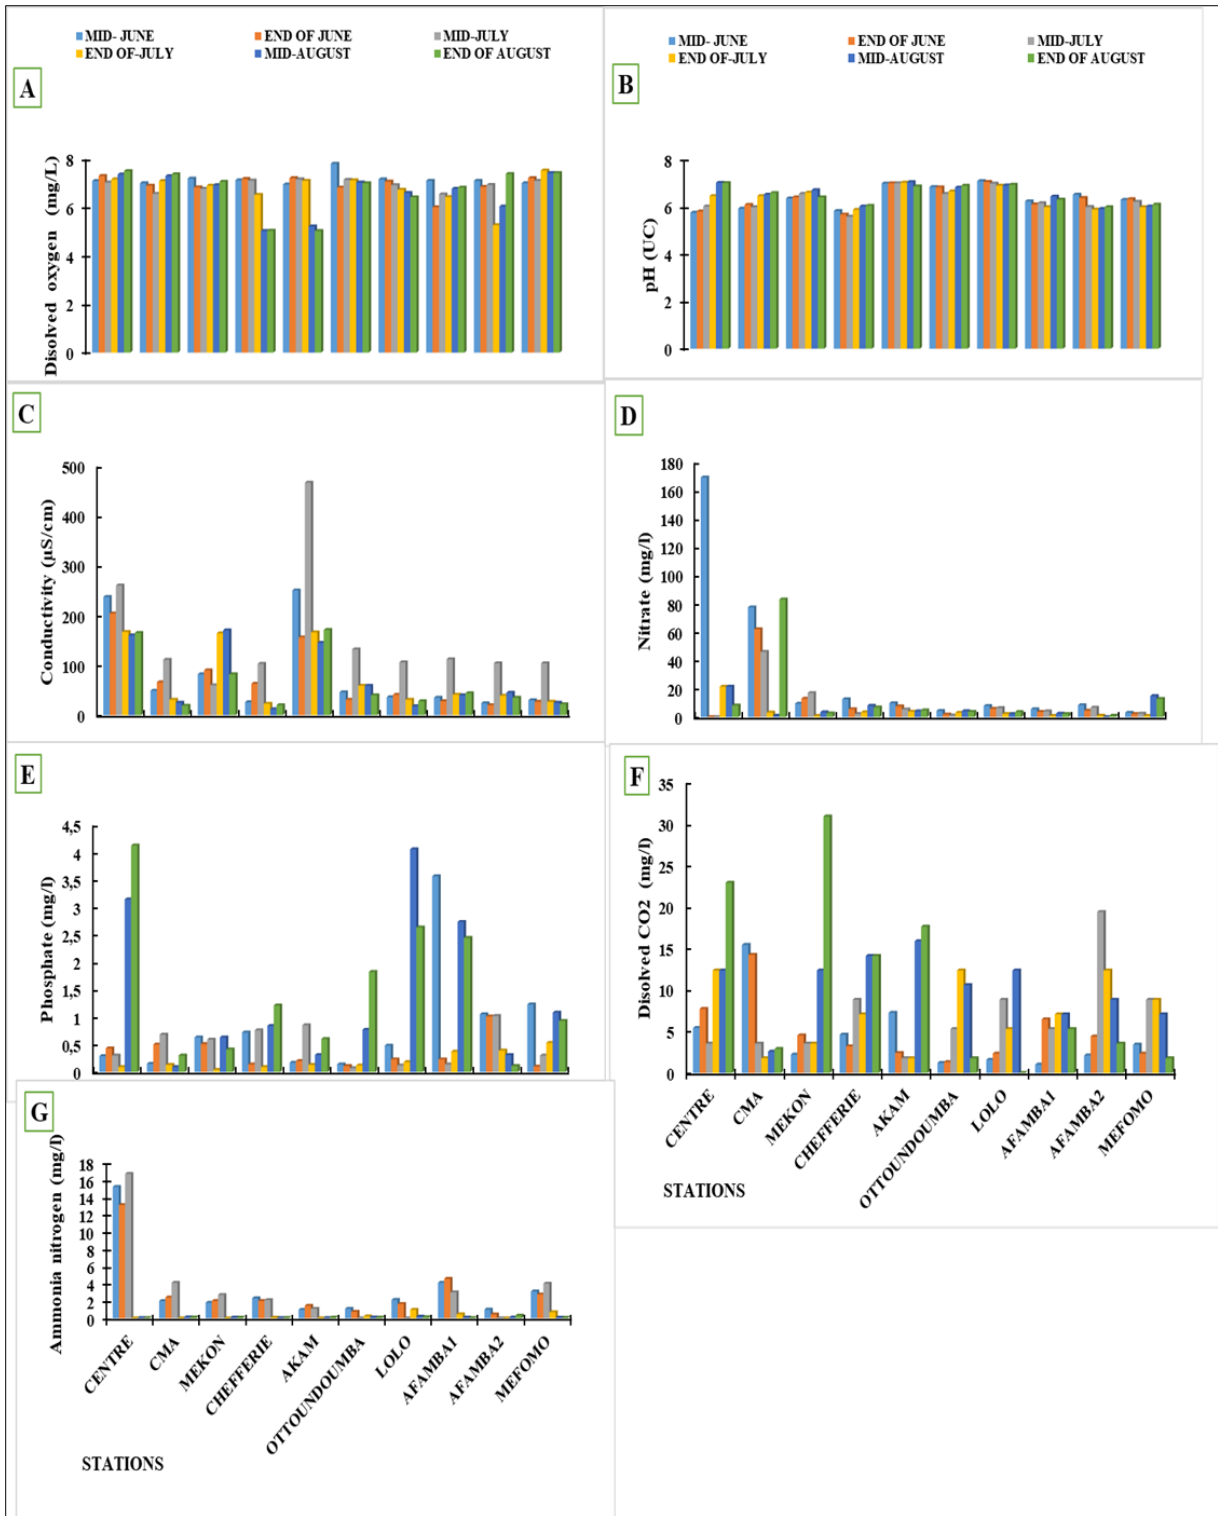 MID- JUNE END OF JUNE MID-JULY
END OF-JULY MID-AUGUST END OF AUGUST
A
Disolved oxygen (mg/L)
8
6
4
2
0
MID- JUNE END OF JUNE MID-JULY
END OF-JULY MID-AUGUST END OF AUGUST
B
pH (UC)
8
6
4
2
0
C
Conductivity (µS/cm)
500
400
300
200
100
0
D
Nitrate (mg/l)
180
160
140
120
100
80
60
40
20
0
E
Phosphate (mg/l)
4,5
4
3,5
3
2,5
2
1,5
1
0,5
0
F
Disolved CO2 (mg/l)
35
30
25
20
15
10
5
0
CENTRE
CMA
MEKON
CHEFFERIE
AKAM
OTTOUNDOUMBA
LOLO
AFAMBA1
AFAMBA2
MEFOMO
STATIONS
G
Ammonia nitrogen (mg/l)
18
16
14
12
10
8
6
4
2
0
CENTRE
CMA
MEKON
CHEFFERIE
AKAM
OTTOUNDOUMBA
LOLO
AFAMBA1
AFAMBA2
MEFOMO
STATIONS